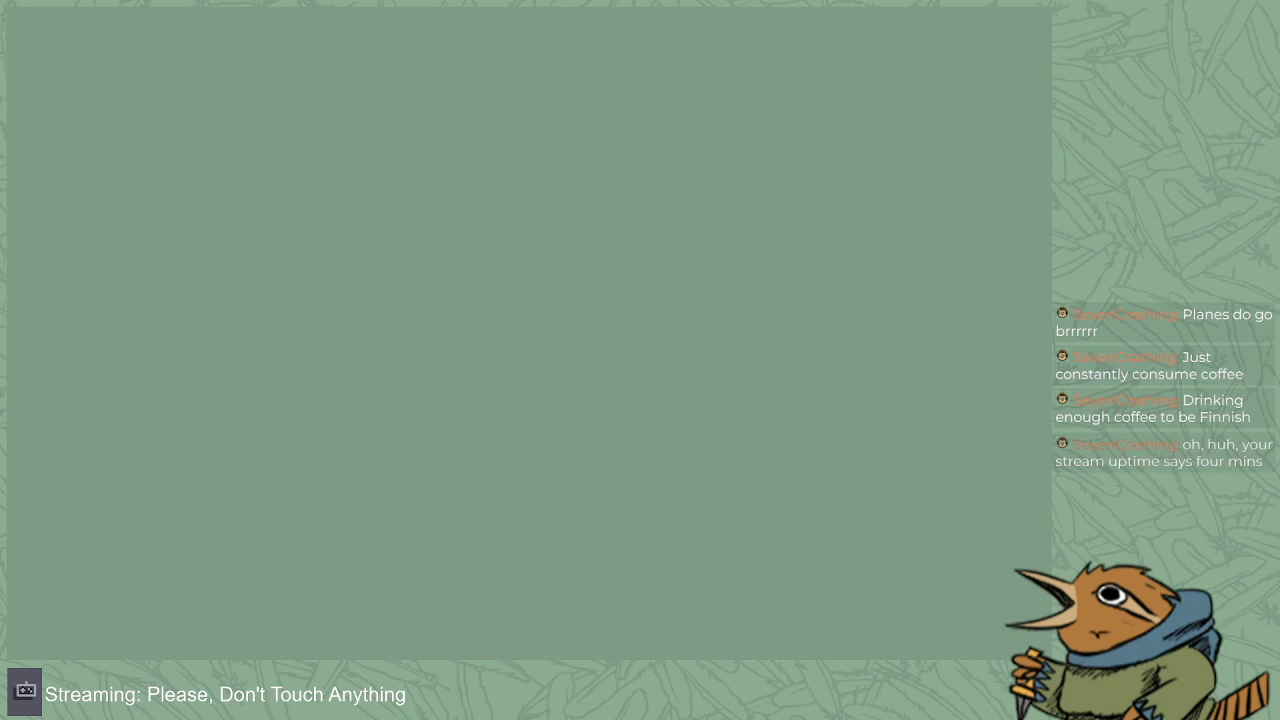 Planes do go
brrrrrr
Just
constantly consume coffee
Drinking
enough coffee to be Finnish
oh, huh, your
stream uptime says four mins
Streaming: Please, Don't Touch Anything